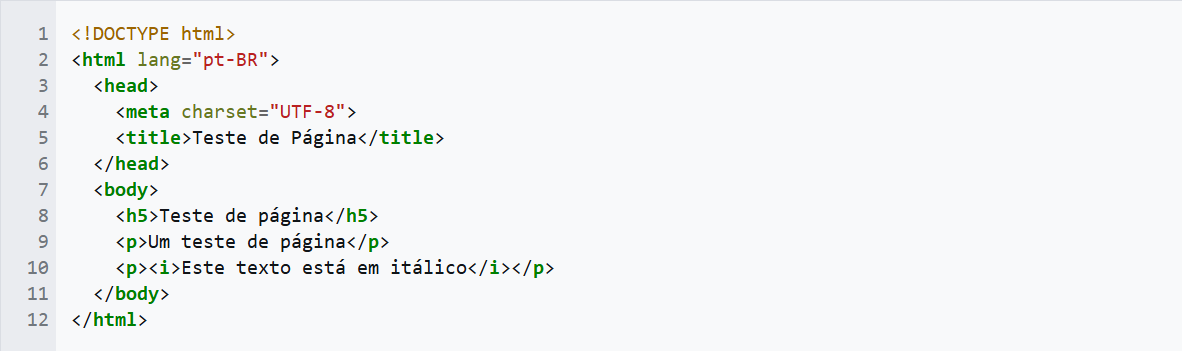 1 <!DOCTYPE html>
2 <html lang="pt-BR">
3   <head>
4     <meta charset="UTF-8">
5     <title>Teste de Página</title>
6   </head>
7   <body>
8     <h5>Teste de página</h5>
9     <p>Um teste de página</p>
10     <p><i>Este texto está em itálico</i></p>
11   </body>
12 </html>